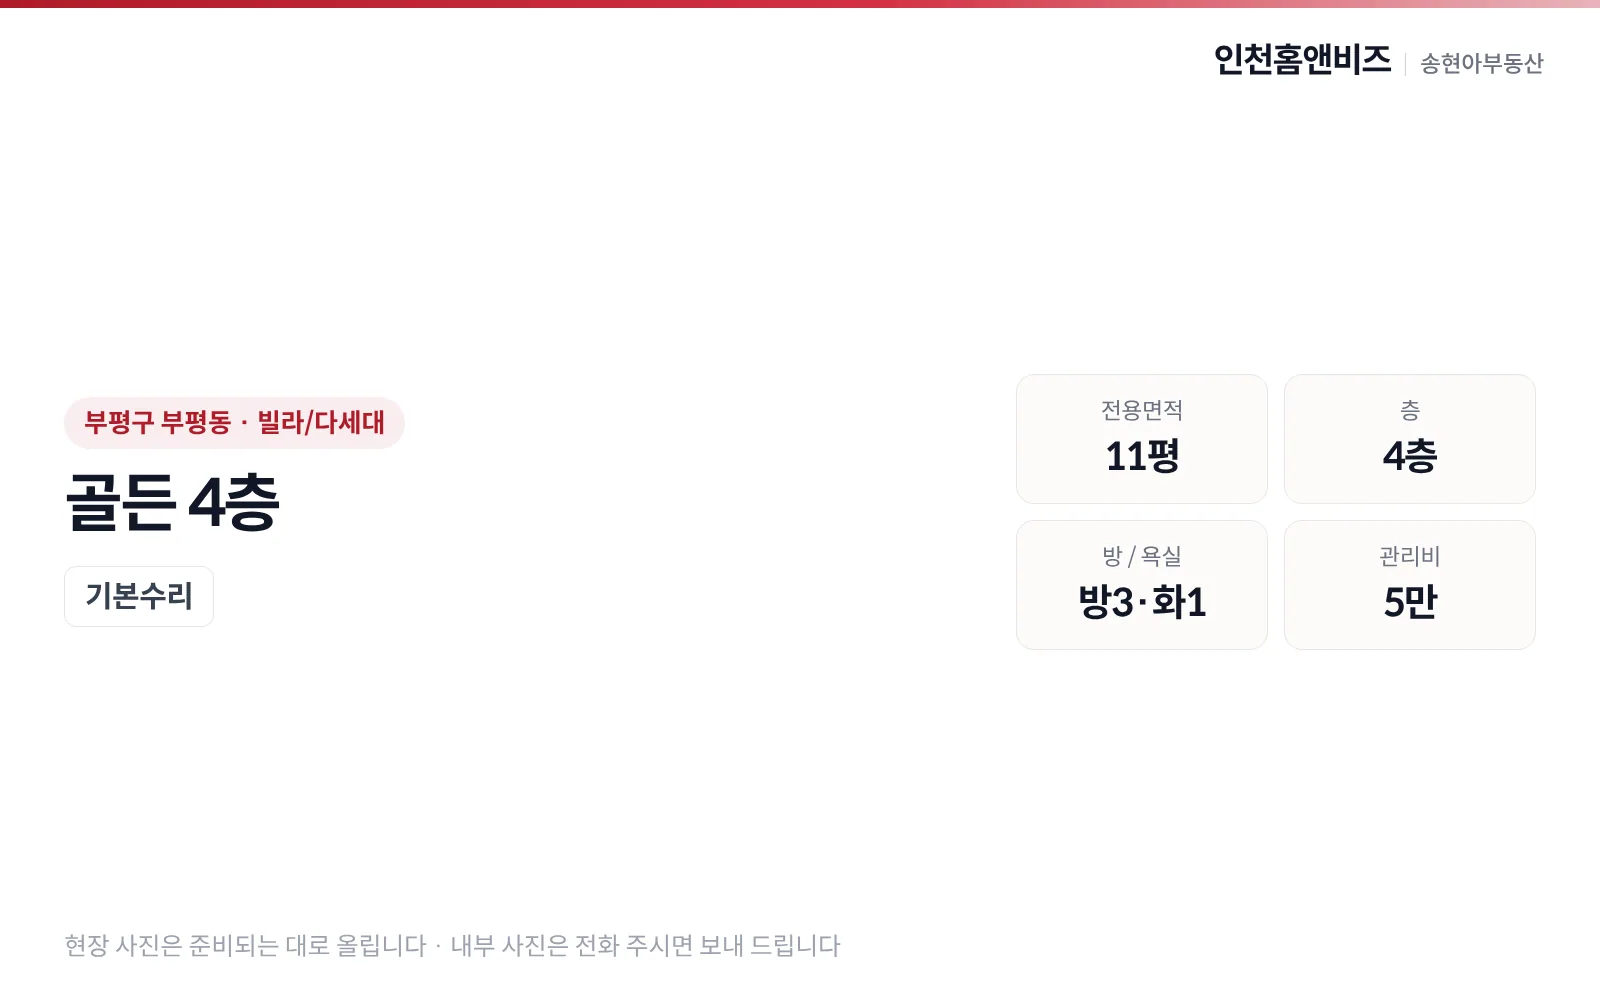 인천홈앤비즈 송현아부동산
부평구 부평동 · 빌라/다세대
골든 4층
기본수리
전용면적
11평
층
4층
방 / 욕실
방3·화1
관리비
5만
현장 사진은 준비되는 대로 올립니다 · 내부 사진은 전화 주시면 보내 드립니다